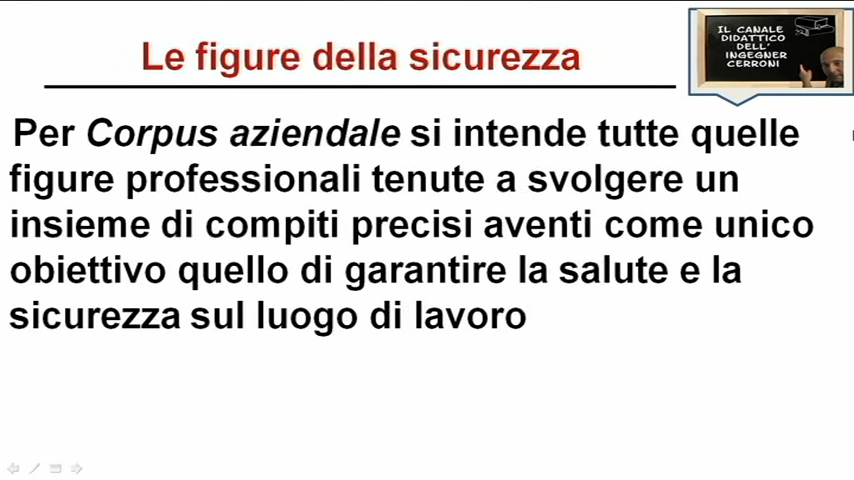 Le figure della sicurezza
IL CANALE
DIDATTICO
DELL'
INGEGNER
CERRONI
Per Corpus aziendale si intende tutte quelle
figure professionali tenute a svolgere un
insieme di compiti precisi aventi come unico
obiettivo quello di garantire la salute e la
sicurezza sul luogo di lavoro